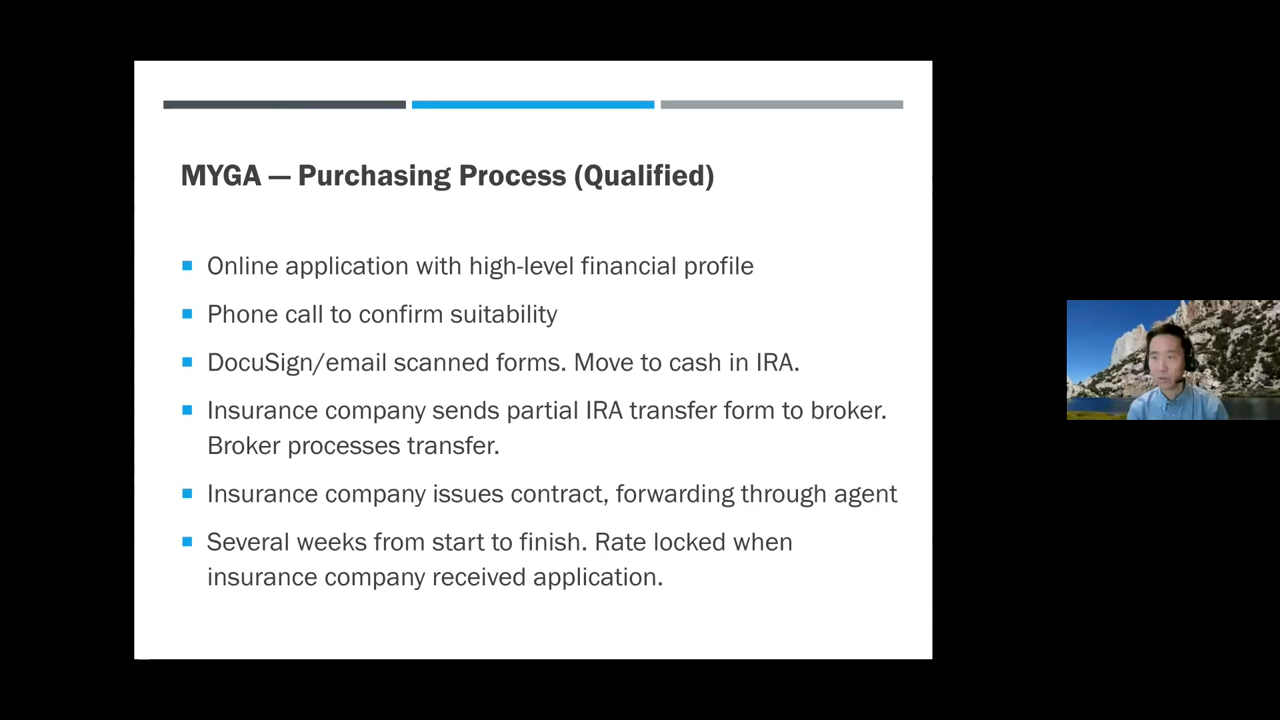 MYGA — Purchasing Process (Qualified)
Online application with high-level financial profile
Phone call to confirm suitability
DocuSign/email scanned forms. Move to cash in IRA.
Insurance company sends partial IRA transfer form to broker.
Broker processes transfer.
Insurance company issues contract, forwarding through agent
Several weeks from start to finish. Rate locked when
insurance company received application.